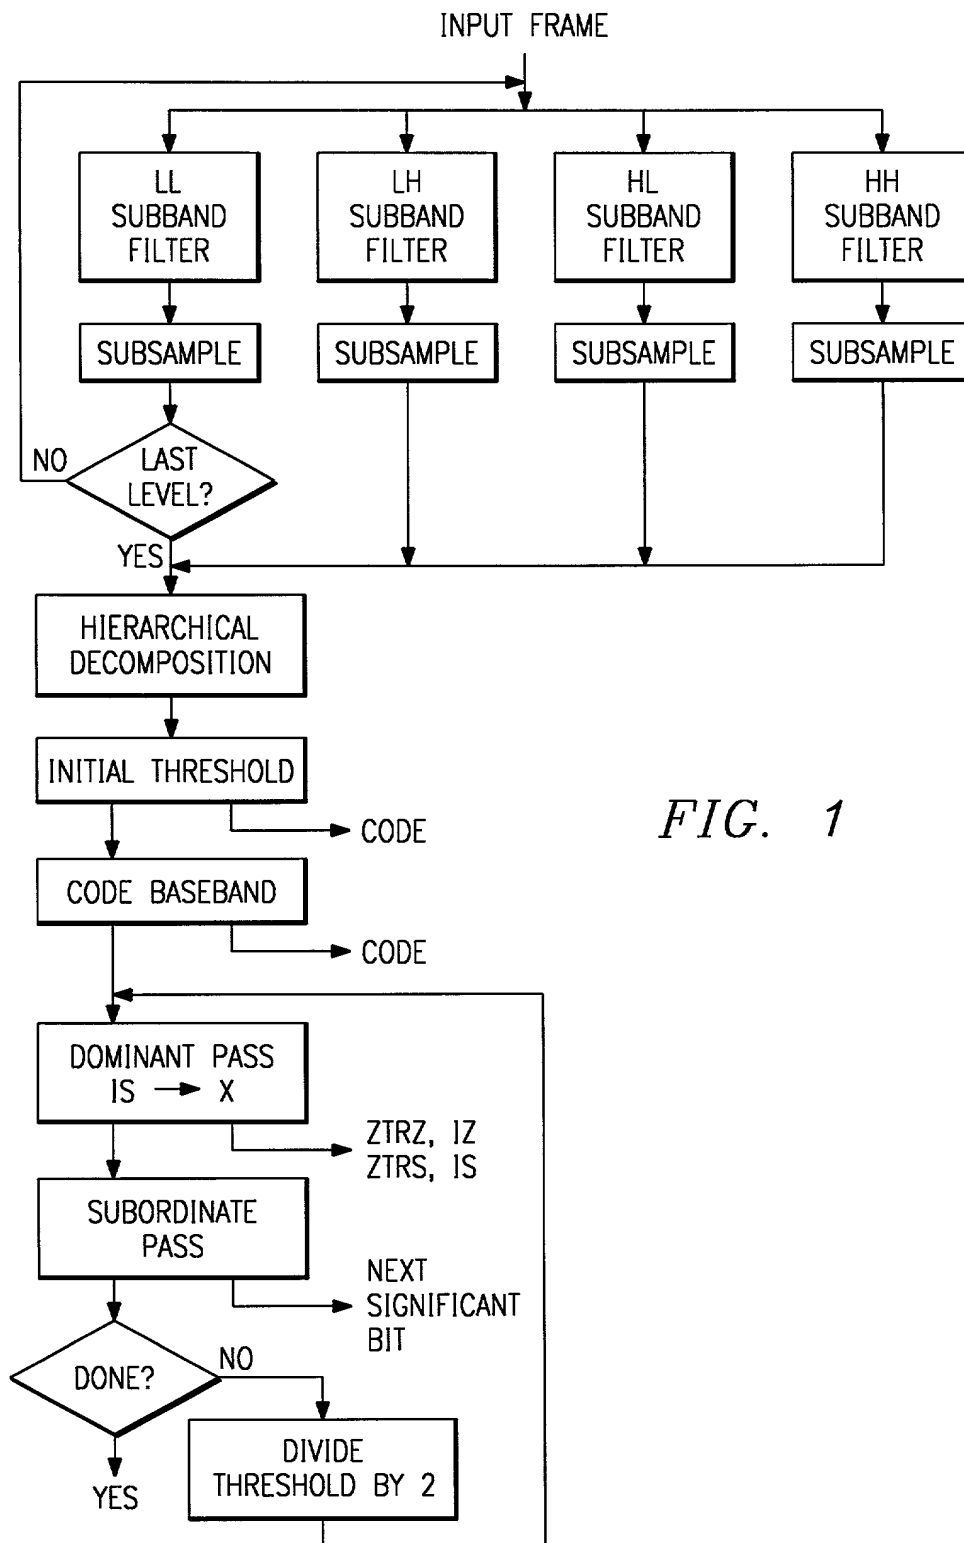 INPUT FRAME
LL
SUBBAND
FILTER
LH
SUBBAND
FILTER
HL
SUBBAND
FILTER
HH
SUBBAND
FILTER
SUBSAMPLE
SUBSAMPLE
SUBSAMPLE
SUBSAMPLE
NO
LAST
LEVEL?
YES
HIERARCHICAL
DECOMPOSITION
INITIAL THRESHOLD
CODE
FIG. 1
CODE BASEBAND
CODE
DOMINANT PASS
IS → X
ZTRZ, IZ
ZTRS, IS
SUBORDINATE
PASS
NEXT
SIGNIFICANT
BIT
DONE?
NO
YES
DIVIDE
THRESHOLD BY 2